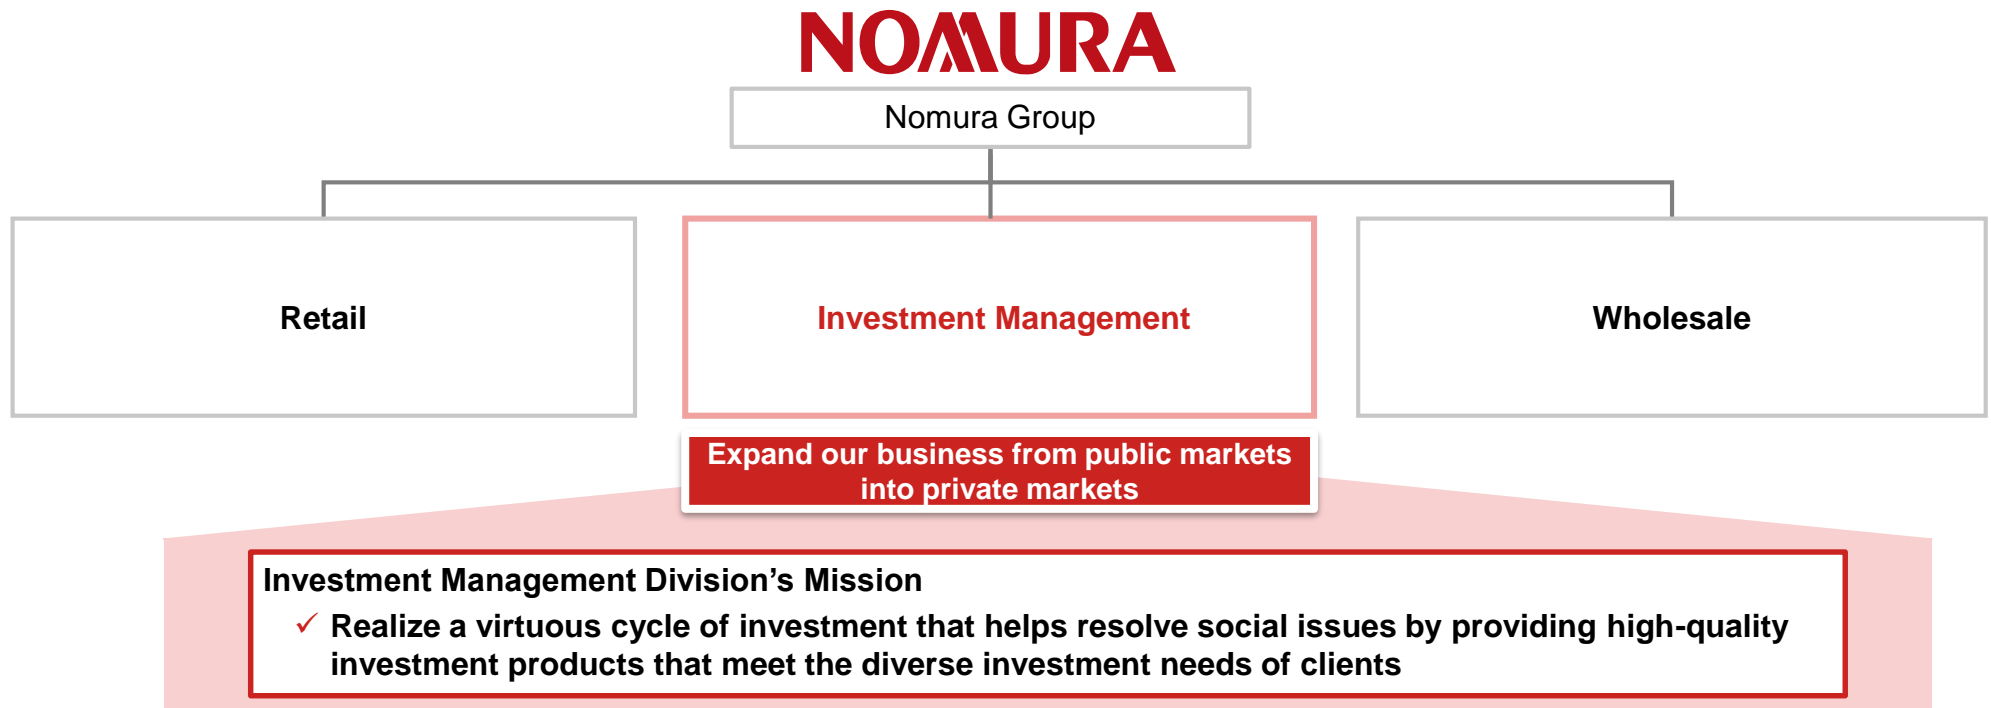 NOMURA
Nomura Group
Retail
Investment Management
Wholesale
Expand our business from public markets
into private markets
Investment Management Division’s Mission
✓ Realize a virtuous cycle of investment that helps resolve social issues by providing high-quality
investment products that meet the diverse investment needs of clients